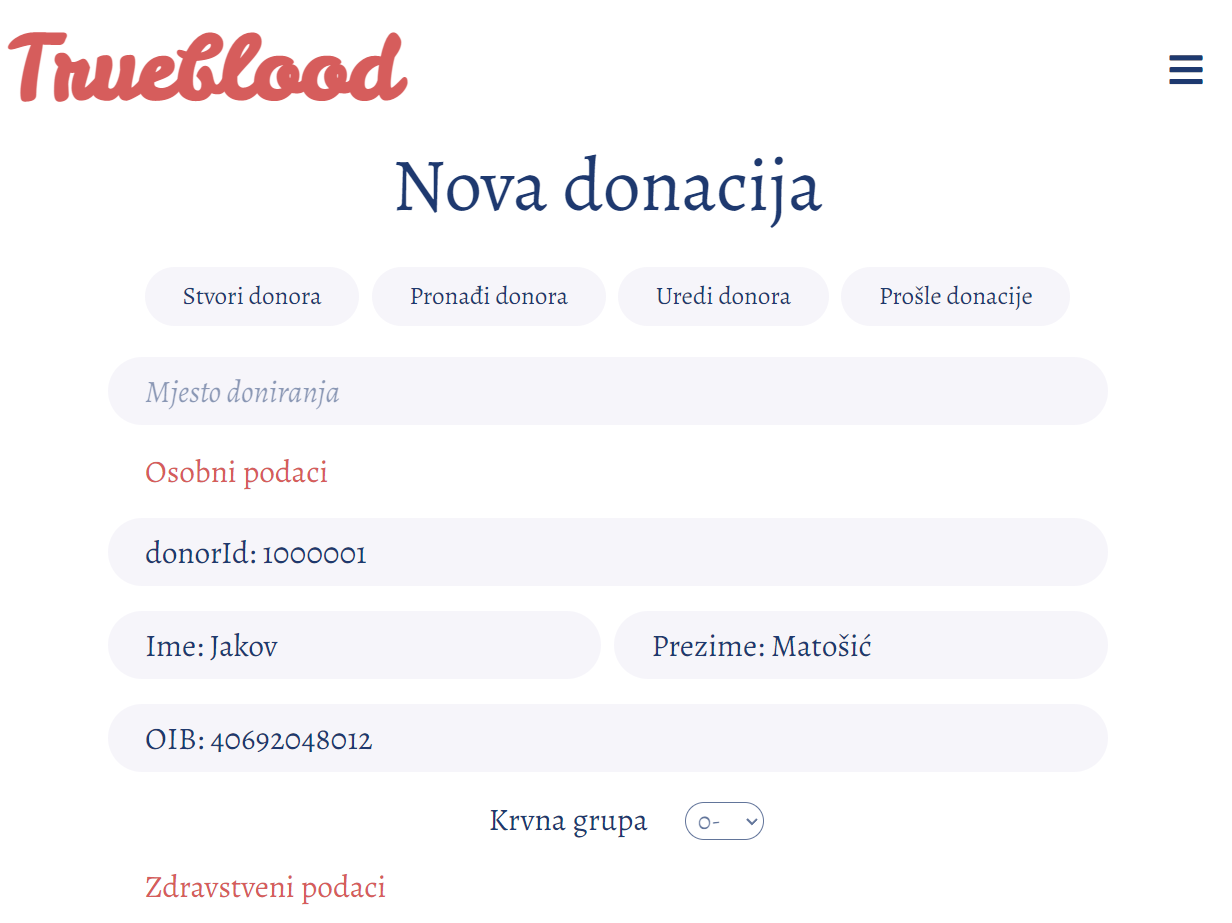 Trueblood
Nova donacija
Stvori donora Pronađi donora Uredi donora Prošle donacije
Mjesto doniranja
Osobni podaci
donorId: 1000001
Ime: Jakov Prezime: Matošić
OIB: 40692048012
Krvna grupa 0-
Zdravstveni podaci